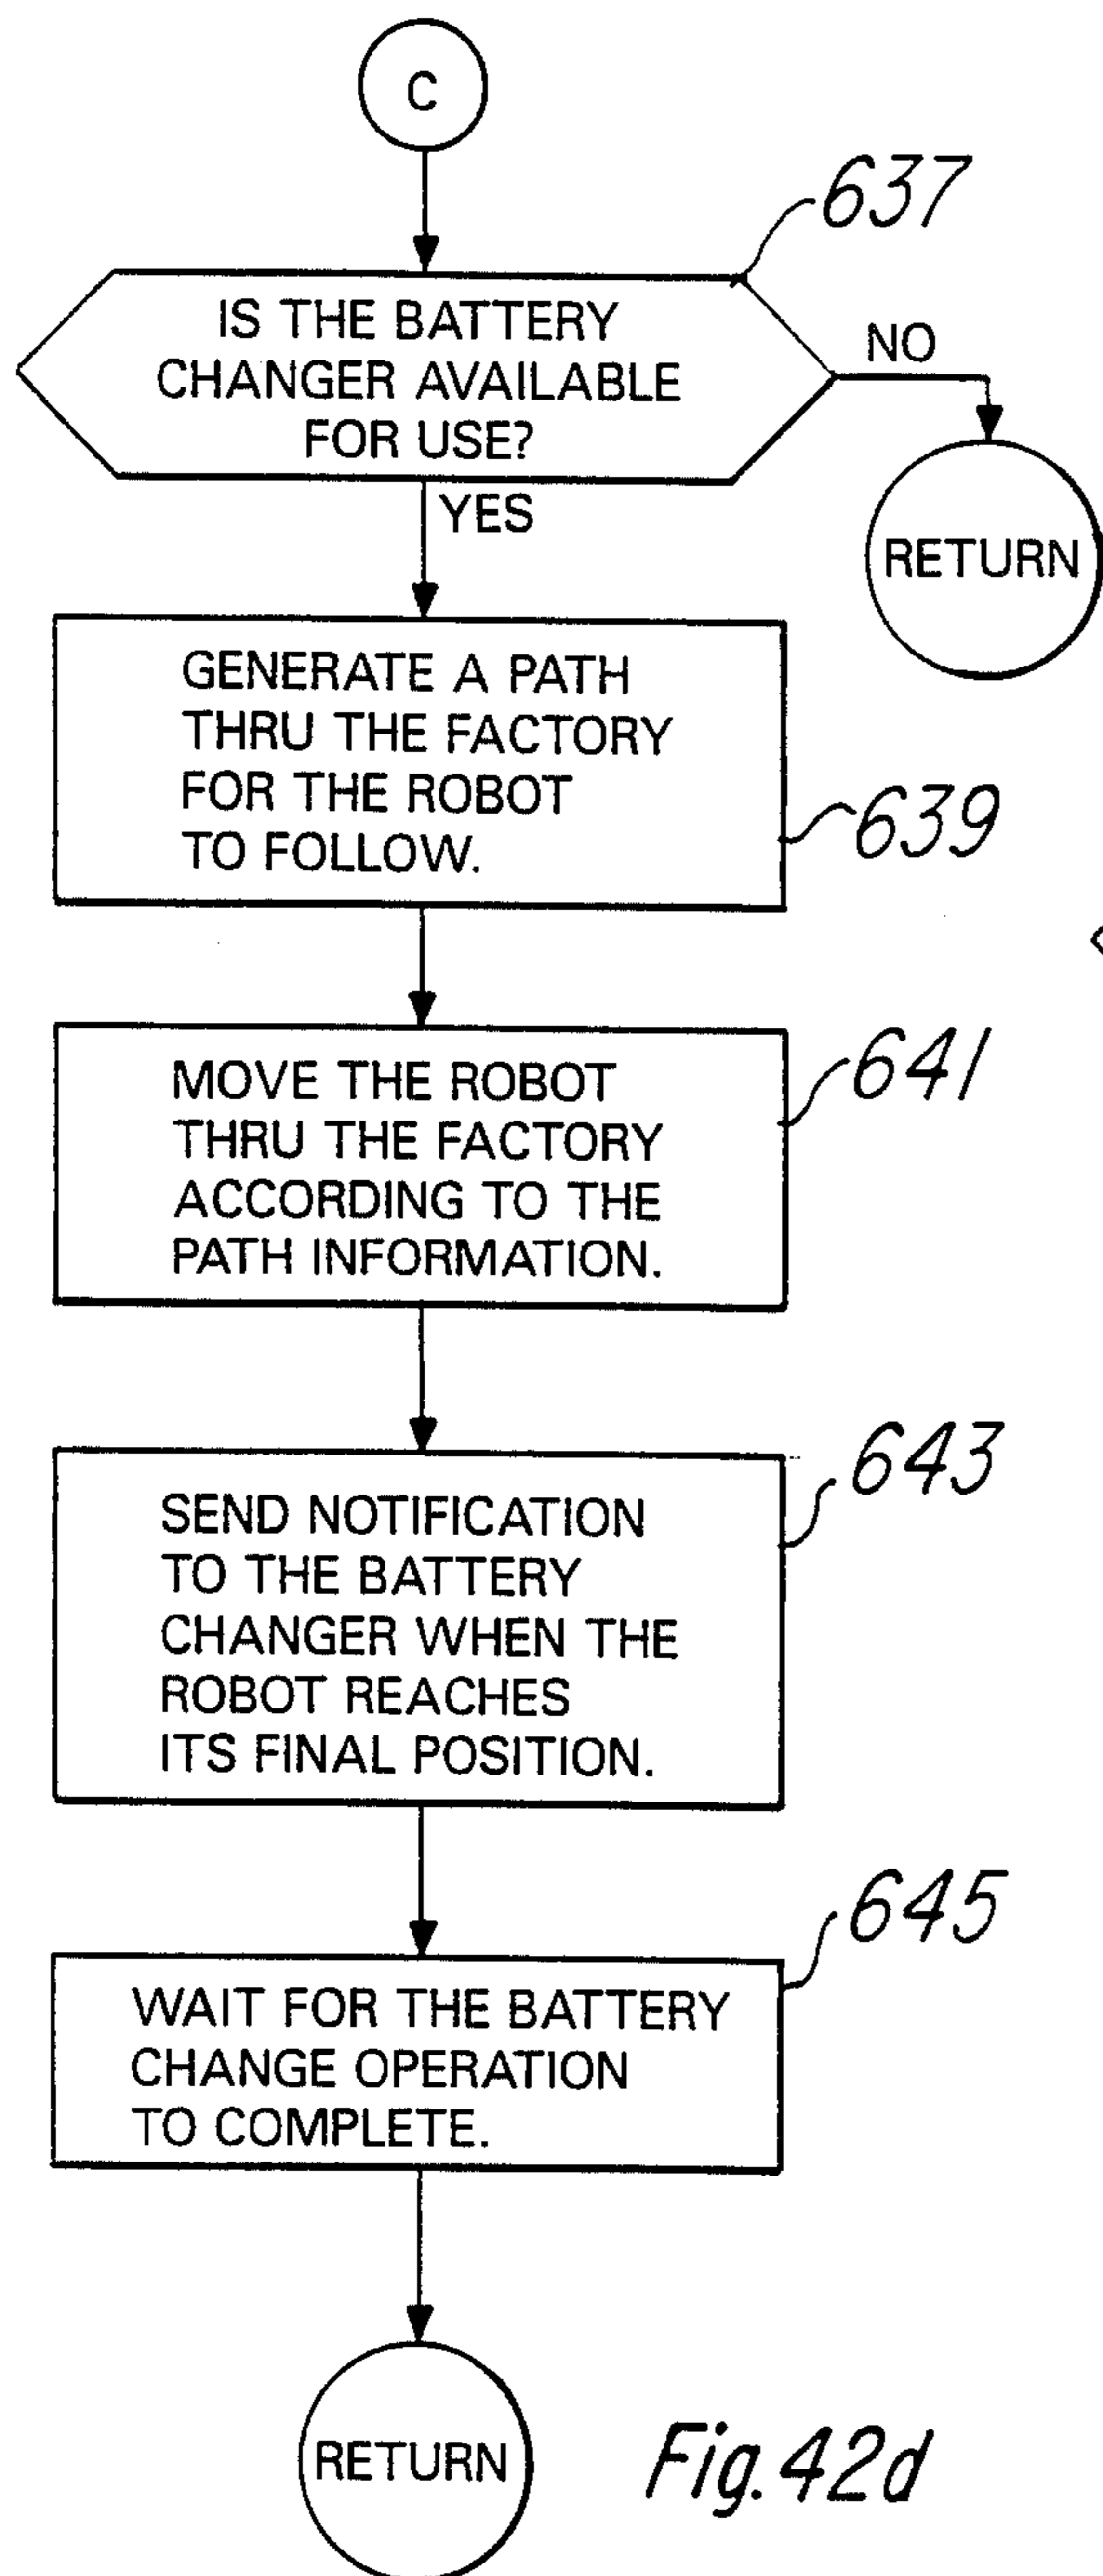 C
637
IS THE BATTERY
CHANGER AVAILABLE
FOR USE?
NO
RETURN
YES
GENERATE A PATH
THRU THE FACTORY
FOR THE ROBOT
TO FOLLOW.
639
MOVE THE ROBOT
THRU THE FACTORY
ACCORDING TO THE
PATH INFORMATION.
641
SEND NOTIFICATION
TO THE BATTERY
CHANGER WHEN THE
ROBOT REACHES
ITS FINAL POSITION.
643
WAIT FOR THE BATTERY
CHANGE OPERATION
TO COMPLETE.
645
RETURN
Fig. 42d